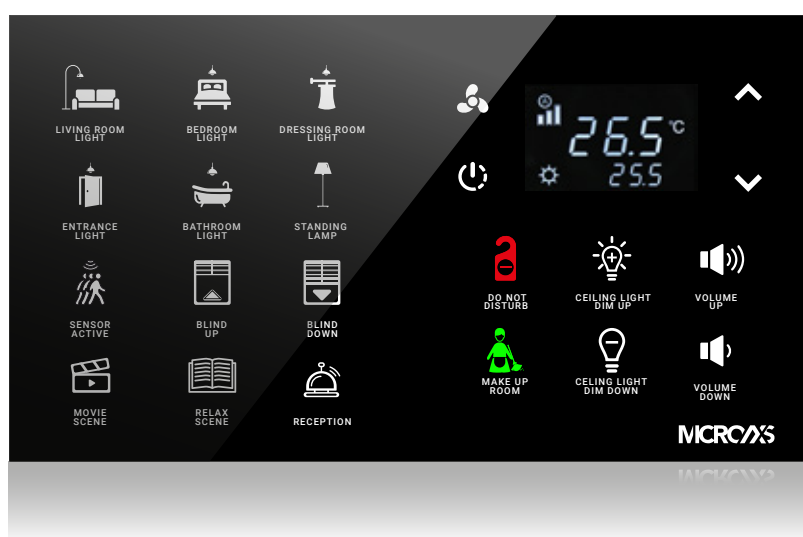 LIVING ROOM
LIGHT
BEDROOM
LIGHT
DRESSING ROOM
LIGHT
ENTRANCE
LIGHT
BATHROOM
LIGHT
STANDING
LAMP
SENSOR
ACTIVE
BLIND
UP
BLIND
DOWN
MOVIE
SCENE
RELAX
SCENE
RECEPTION
A
26.5°C
25.5
DO NOT
DISTURB
CEILING LIGHT
DIM UP
VOLUME
UP
MAKE UP
ROOM
CELING LIGHT
DIM DOWN
VOLUME
DOWN